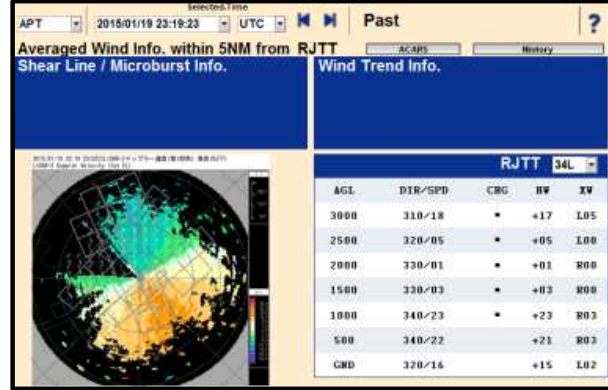 Selected.Time
APT 2015/01/19 23:19:23 UTC Past ?
Averaged Wind Info. within 5NM from RJTT ACARS History
Shear Line / Microburst Info.
Wind Trend Info.
RJTT 34L
AGL DIR/SPD CHG HW XW
3000 310/18 ▪ +17 L05
2500 320/05 ▪ +05 L00
2000 330/01 ▪ +01 R00
1500 330/03 ▪ +03 R00
1000 340/23 ▪ +23 R03
500 340/22 +21 R03
GND 320/16 +15 L02